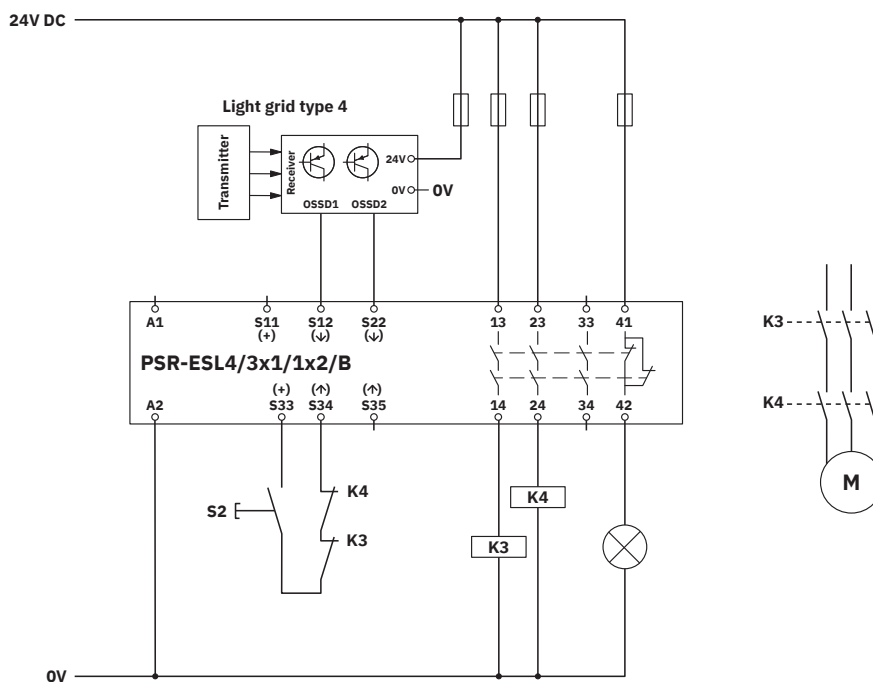 24V DC
Light grid type 4
Transmitter
Receiver
24V
0V 0V
OSSD1 OSSD2
A1 S11 S12 S22 13 23 33 41
(+) (↓) (↓)
PSR-ESL4/3x1/1x2/B
(+) (↑) (↑)
A2 S33 S34 S35 14 24 34 42
K3
K4
M
S2
K4
K3
K4
K3
0V